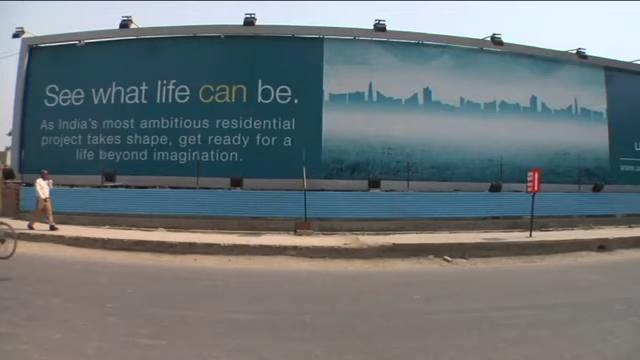 See what life can be.
As India's most ambitious residential
project takes shape, get ready for a
life beyond imagination.